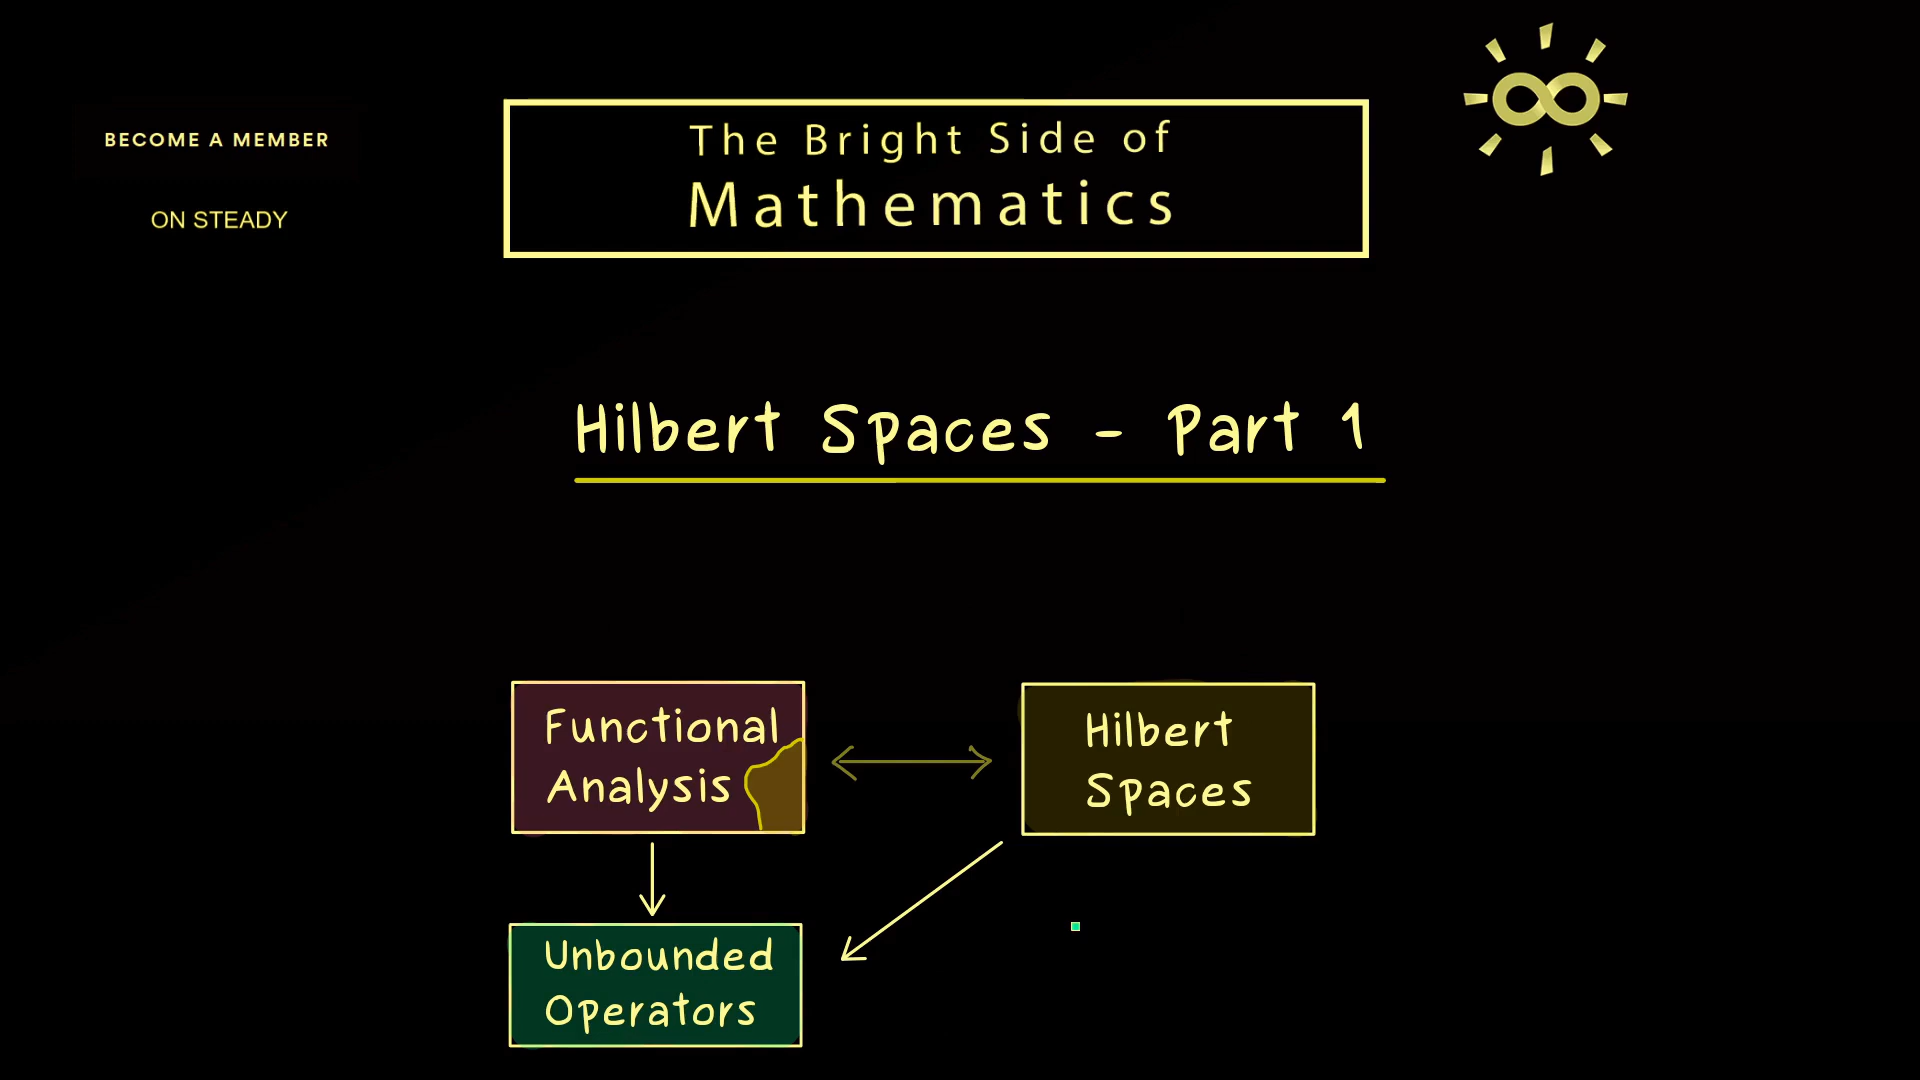 BECOME A MEMBER
ON STEADY
The Bright Side of
Mathematics
Hilbert Spaces - Part 1
Functional
Analysis
Hilbert
Spaces
Unbounded
Operators